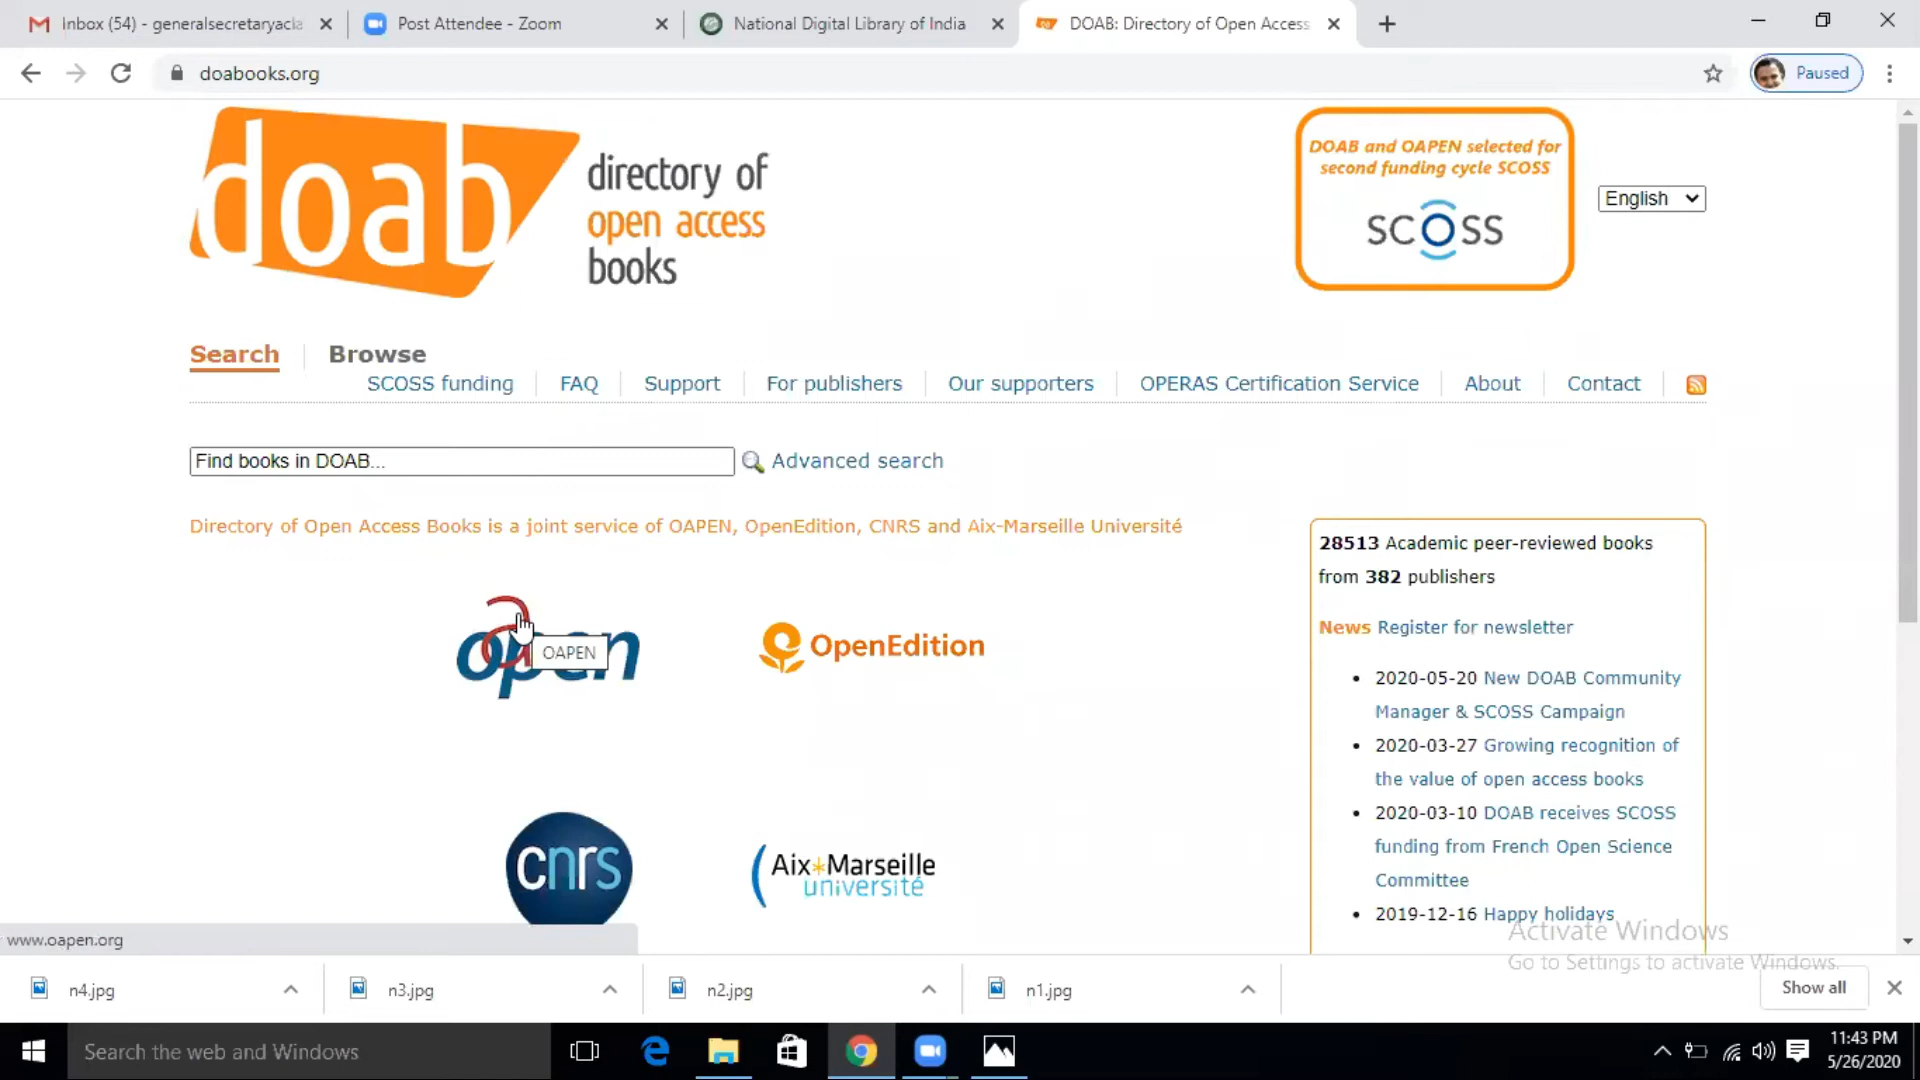 Inbox (54) - generalsecretaryacla
Post Attendee - Zoom
National Digital Library of India
DOAB: Directory of Open Access
doabooks.org
Paused
doab
directory of
open access
books
DOAB and OAPEN selected for
second funding cycle SCOSS
SCOSS
English
Search
Browse
SCOSS funding
FAQ
Support
For publishers
Our supporters
OPERAS Certification Service
About
Contact
Find books in DOAB...
Advanced search
Directory of Open Access Books is a joint service of OAPEN, OpenEdition, CNRS and Aix-Marseille Université
OAPEN
OpenEdition
cnrs
Aix*Marseille
université
28513 Academic peer-reviewed books
from 382 publishers
News Register for newsletter
2020-05-20 New DOAB Community
Manager & SCOSS Campaign
2020-03-27 Growing recognition of
the value of open access books
2020-03-10 DOAB receives SCOSS
funding from French Open Science
Committee
2019-12-16 Happy holidays
Activate Windows
Go to Settings to activate Windows.
www.oapen.org
n4.jpg
n3.jpg
n2.jpg
n1.jpg
Show all
Search the web and Windows
11:43 PM
5/26/2020